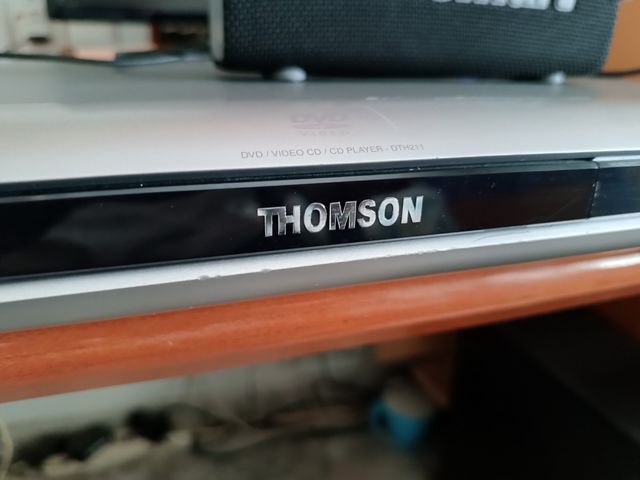 DVD
VIDEO
DVD / VIDEO CD / CD PLAYER - DTH211
THOMSON